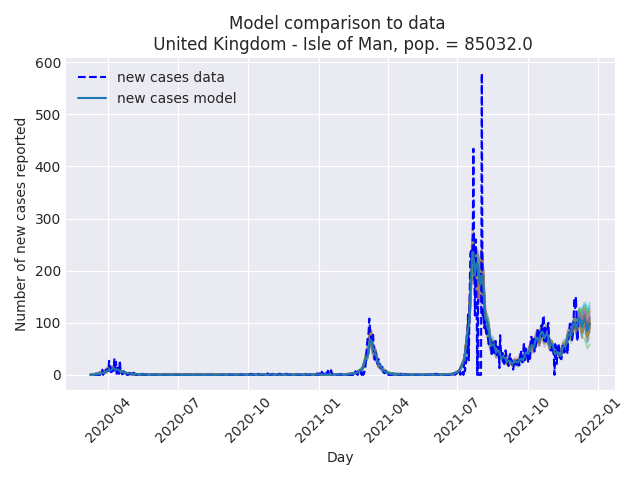 Model comparison to data
United Kingdom - Isle of Man, pop. = 85032.0
600
500
400
300
200
100
0
new cases data
new cases model
Number of new cases reported
2020-04
2020-07
2020-10
2021-01
2021-04
2021-07
2021-10
2022-01
Day